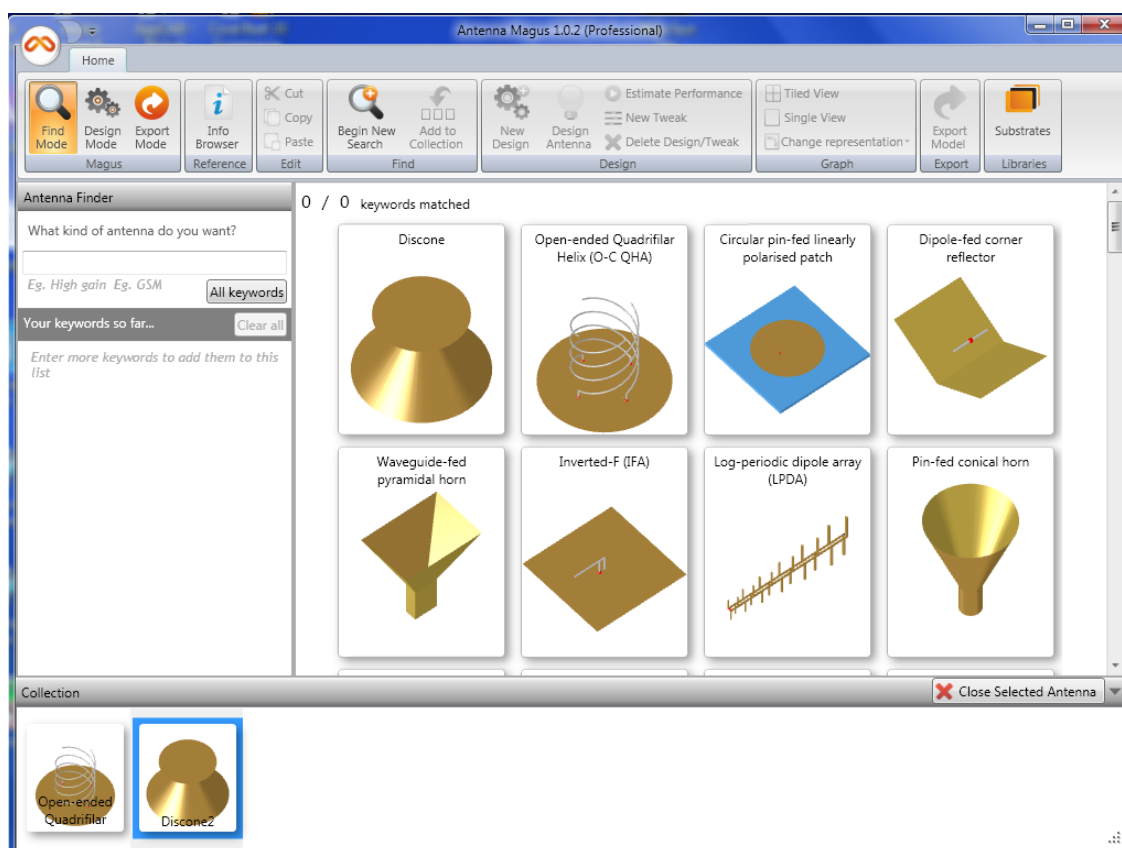 Antenna Magus 1.0.2 (Professional)
Home
Find
Mode
Design
Mode
Export
Mode
Magus
Info
Browser
Reference
Cut
Copy
Paste
Edit
Begin New
Search
Add to
Collection
Find
New
Design
Design
Antenna
Estimate Performance
New Tweak
Delete Design/Tweak
Design
Tiled View
Single View
Change representation
Graph
Export
Model
Export
Substrates
Libraries
Antenna Finder
What kind of antenna do you want?
Eg. High gain Eg. GSM
All keywords
Your keywords so far...
Clear all
Enter more keywords to add them to this
list
0 / 0 keywords matched
Discone
Open-ended Quadrifilar
Helix (O-C QHA)
Circular pin-fed linearly
polarised patch
Dipole-fed corner
reflector
Waveguide-fed
pyramidal horn
Inverted-F (IFA)
Log-periodic dipole array
(LPDA)
Pin-fed conical horn
Collection
Close Selected Antenna
Open-ended
Quadrifilar
Discone2